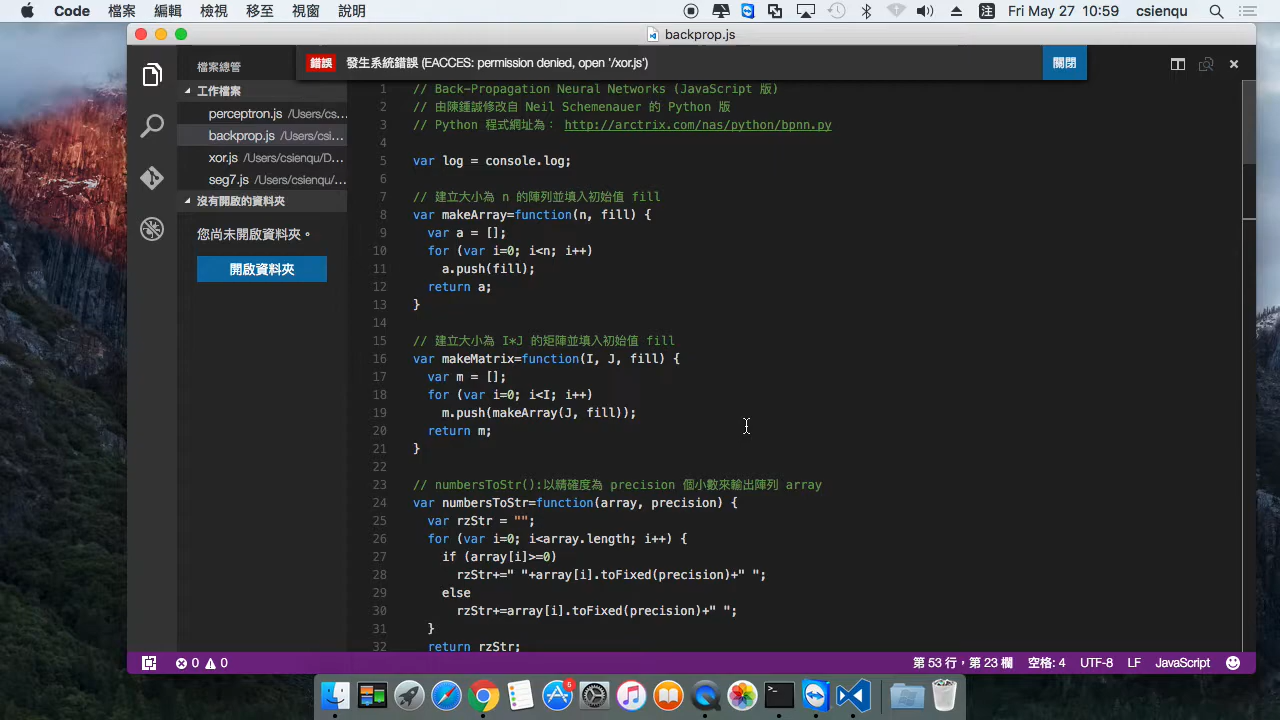 Code 檔案 編輯 檢視 移至 視窗 說明 注 Fri May 27 10:59 csienqu
backprop.js
檔案總管
錯誤 發生系統錯誤 (EACCES: permission denied, open '/xor.js') 關閉
工作檔案
perceptron.js /Users/cs...
backprop.js /Users/csi...
xor.js /Users/csienqu/D...
seg7.js /Users/csienqu/...
沒有開啟的資料夾
您尚未開啟資料夾。
開啟資料夾
1 // Back-Propagation Neural Networks (JavaScript 版)
2 // 由陳鍾誠修改自 Neil Schemenauer 的 Python 版
3 // Python 程式網址為： http://arctrix.com/nas/python/bpnn.py
4
5 var log = console.log;
6
7 // 建立大小為 n 的陣列並填入初始值 fill
8 var makeArray=function(n, fill) {
9 var a = [];
10 for (var i=0; i<n; i++)
11 a.push(fill);
12 return a;
13 }
14
15 // 建立大小為 I*J 的矩陣並填入初始值 fill
16 var makeMatrix=function(I, J, fill) {
17 var m = [];
18 for (var i=0; i<I; i++)
19 m.push(makeArray(J, fill));
20 return m;
21 }
22
23 // numbersToStr():以精確度為 precision 個小數來輸出陣列 array
24 var numbersToStr=function(array, precision) {
25 var rzStr = "";
26 for (var i=0; i<array.length; i++) {
27 if (array[i]>=0)
28 rzStr+=" "+array[i].toFixed(precision)+" ";
29 else
30 rzStr+=array[i].toFixed(precision)+" ";
31 }
32 return rzStr;
0 0 第 53 行，第 23 欄 空格: 4 UTF-8 LF JavaScript
6